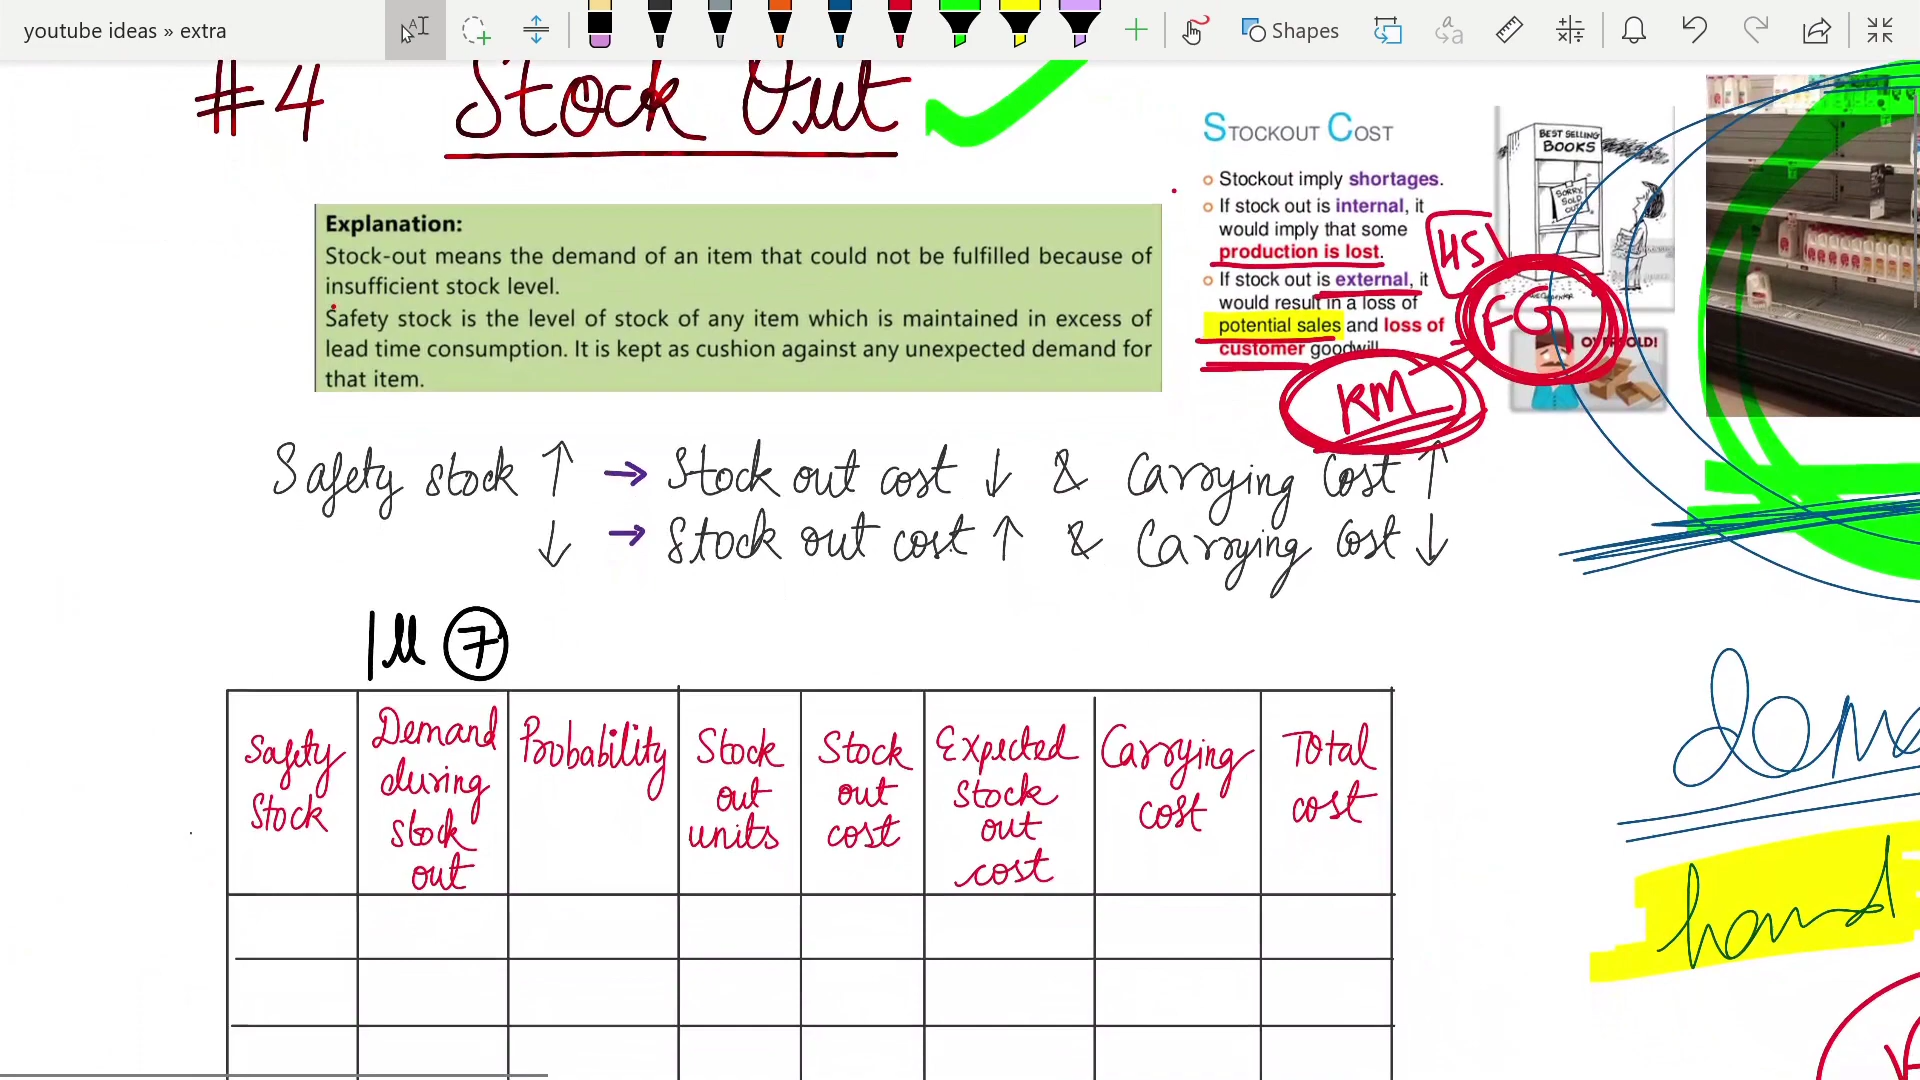 youtube ideas » extra
Shapes
#4 Stock Out
Explanation:
Stock-out means the demand of an item that could not be fulfilled because of
insufficient stock level.
Safety stock is the level of stock of any item which is maintained in excess of
lead time consumption. It is kept as cushion against any unexpected demand for
that item.
STOCKOUT COST
Stockout imply shortages.
If stock out is internal, it
would imply that some
production is lost.
If stock out is external, it
would result in a loss of
potential sales and loss of
customer goodwill
BEST SELLING
BOOKS
SORRY
SOLD
OUT
FG
RM
Safety stock ↑ → Stock out cost ↓ & Carrying Cost ↑
↓ → Stock out cost ↑ & Carrying Cost ↓
Ill 7
Safety
Stock
Demand
during
stock
out
Probability
Stock
out
units
Stock
out
cost
Expected
Stock
out
cost
Carrying
cost
Total
cost
hand